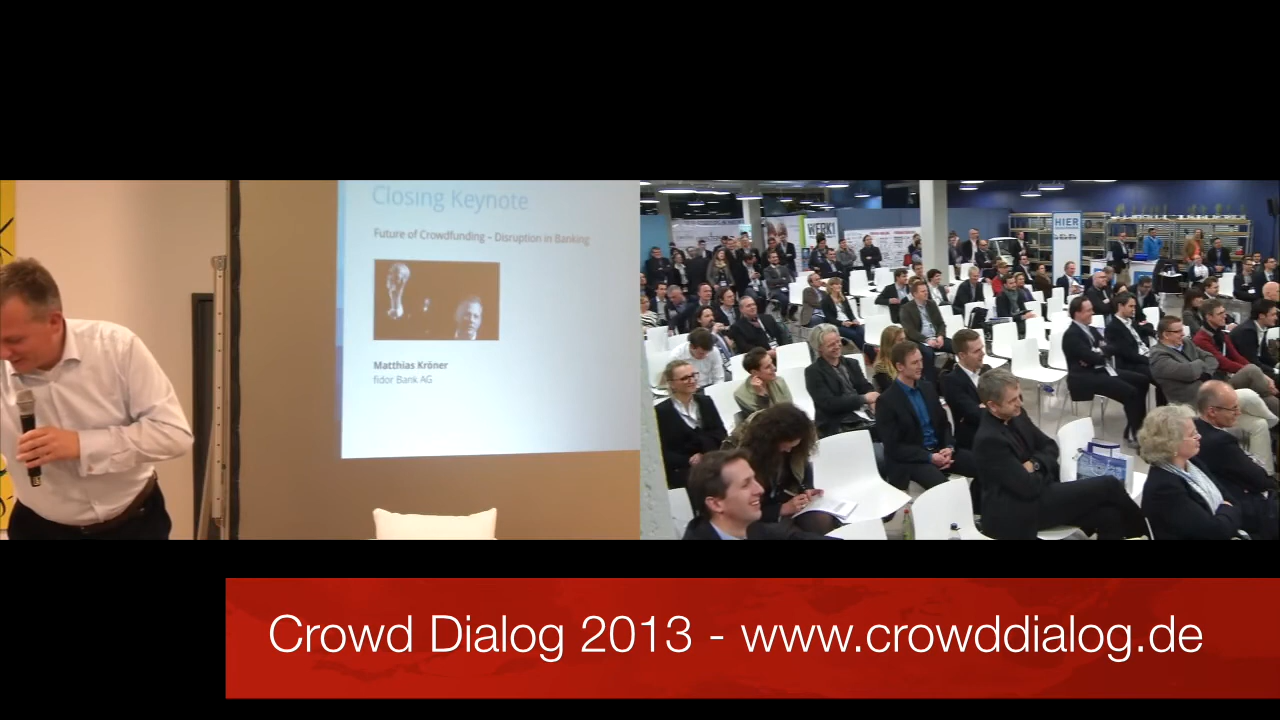 Closing Keynote
Future of Crowdfunding – Disruption in Banking
Matthias Kröner
fidor Bank AG
WERK1
HIER
Crowd Dialog 2013 - www.crowddialog.de